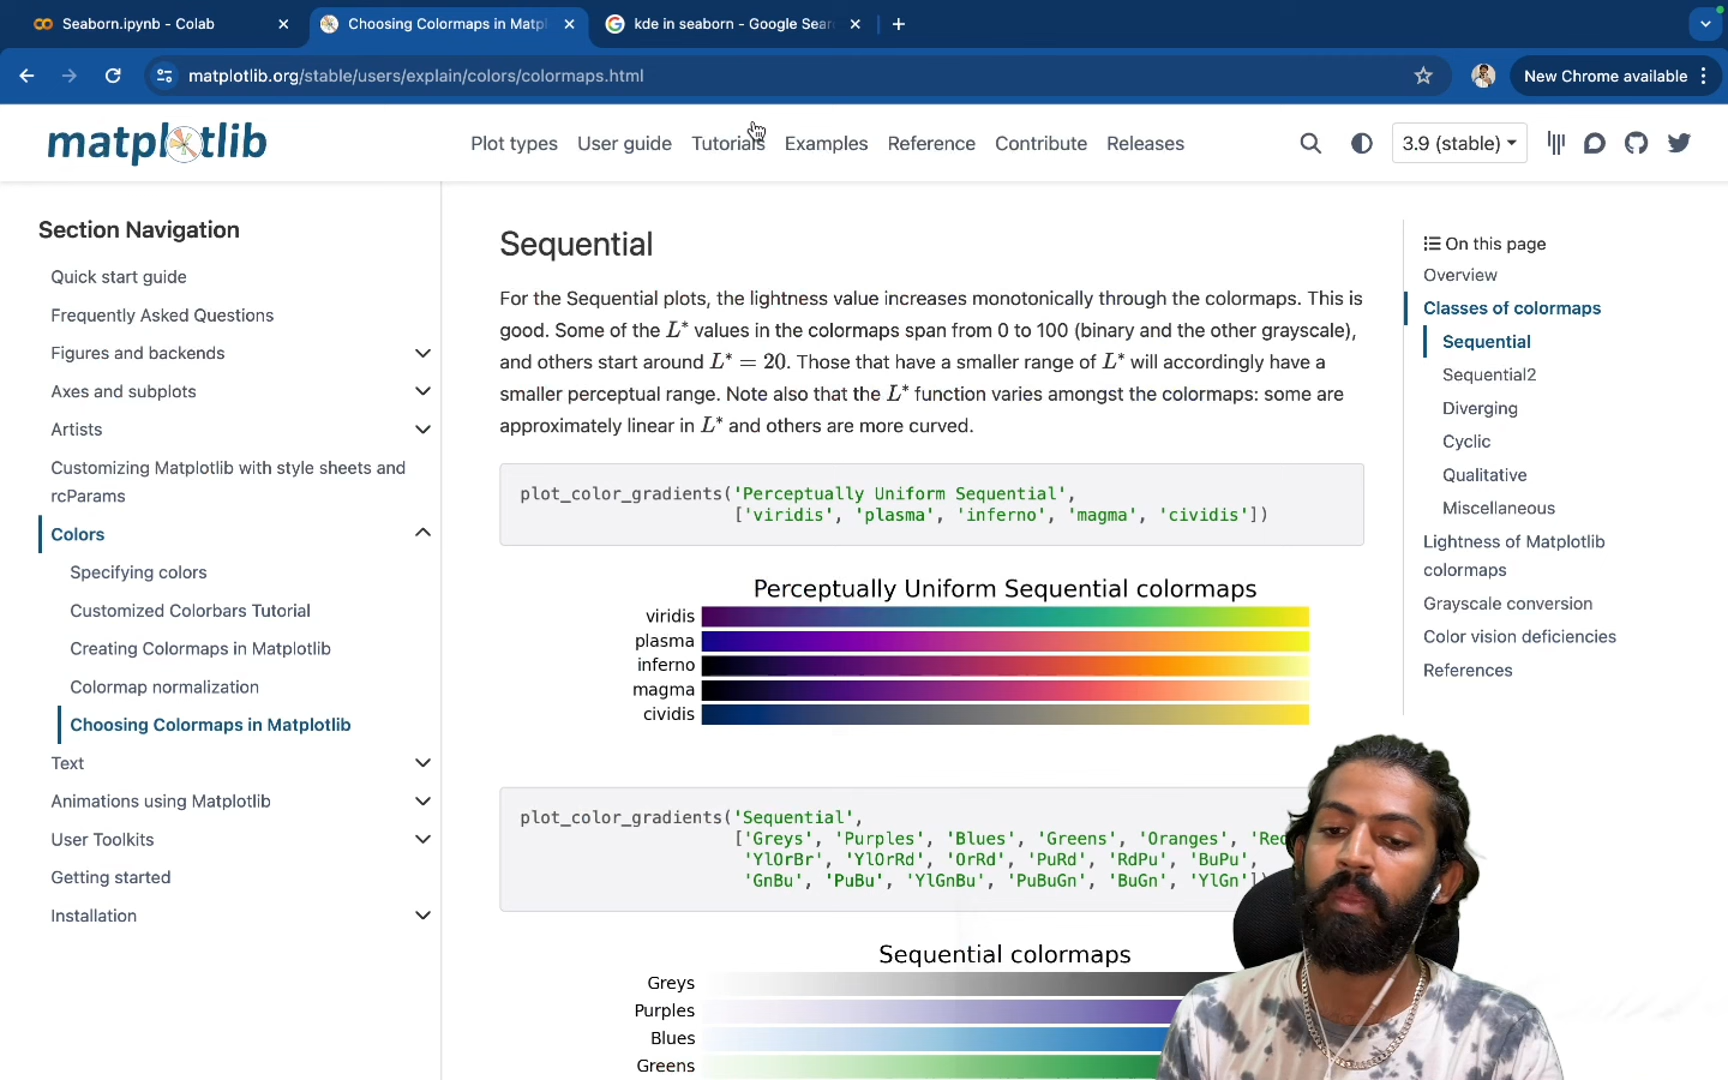 Seaborn.ipynb - Colab
Choosing Colormaps in Matpl
kde in seaborn - Google Sear
matplotlib.org/stable/users/explain/colors/colormaps.html
New Chrome available
matplotlib
Plot types
User guide
Tutorials
Examples
Reference
Contribute
Releases
3.9 (stable)
Section Navigation
Quick start guide
Frequently Asked Questions
Figures and backends
Axes and subplots
Artists
Customizing Matplotlib with style sheets and
rcParams
Colors
Specifying colors
Customized Colorbars Tutorial
Creating Colormaps in Matplotlib
Colormap normalization
Choosing Colormaps in Matplotlib
Text
Animations using Matplotlib
User Toolkits
Getting started
Installation
Sequential
For the Sequential plots, the lightness value increases monotonically through the colormaps. This is
good. Some of the L* values in the colormaps span from 0 to 100 (binary and the other grayscale),
and others start around L* = 20. Those that have a smaller range of L* will accordingly have a
smaller perceptual range. Note also that the L* function varies amongst the colormaps: some are
approximately linear in L* and others are more curved.
plot_color_gradients('Perceptually Uniform Sequential',
['viridis', 'plasma', 'inferno', 'magma', 'cividis'])
Perceptually Uniform Sequential colormaps
viridis
plasma
inferno
magma
cividis
plot_color_gradients('Sequential',
['Greys', 'Purples', 'Blues', 'Greens', 'Oranges', 'Rec
'YlOrBr', 'YlOrRd', 'OrRd', 'PuRd', 'RdPu', 'BuPu',
'GnBu', 'PuBu', 'YlGnBu', 'PuBuGn', 'BuGn', 'YlGn'])
Sequential colormaps
Greys
Purples
Blues
Greens
On this page
Overview
Classes of colormaps
Sequential
Sequential2
Diverging
Cyclic
Qualitative
Miscellaneous
Lightness of Matplotlib
colormaps
Grayscale conversion
Color vision deficiencies
References